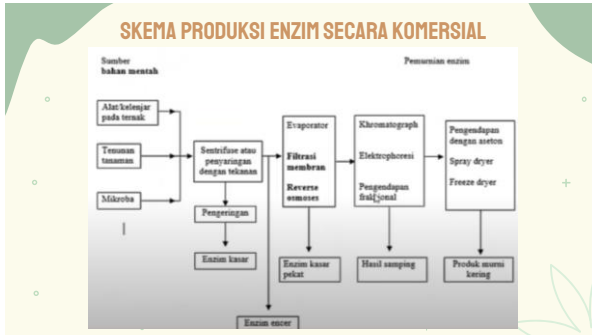 SKEMA PRODUKSI ENZIM SECARA KOMERSIAL
Sumber
bahan mentah
Pemurnian enzim
Alat/kelenjar
pada ternak
Tenunan
tanaman
Mikroba
Sentrifuse atau
penyaringan
dengan tekanan
Pengeringan
Enzim kasar
Enzim encer
Evaporator
Filtrasi
membran
Reverse
osmoses
Enzim kasar
pekat
Khromatograph
Elektrophoresi
Pengendapan
fraksional
Hasil samping
Pengendapan
dengan aseton
Spray dryer
Freeze dryer
Produk murni
kering